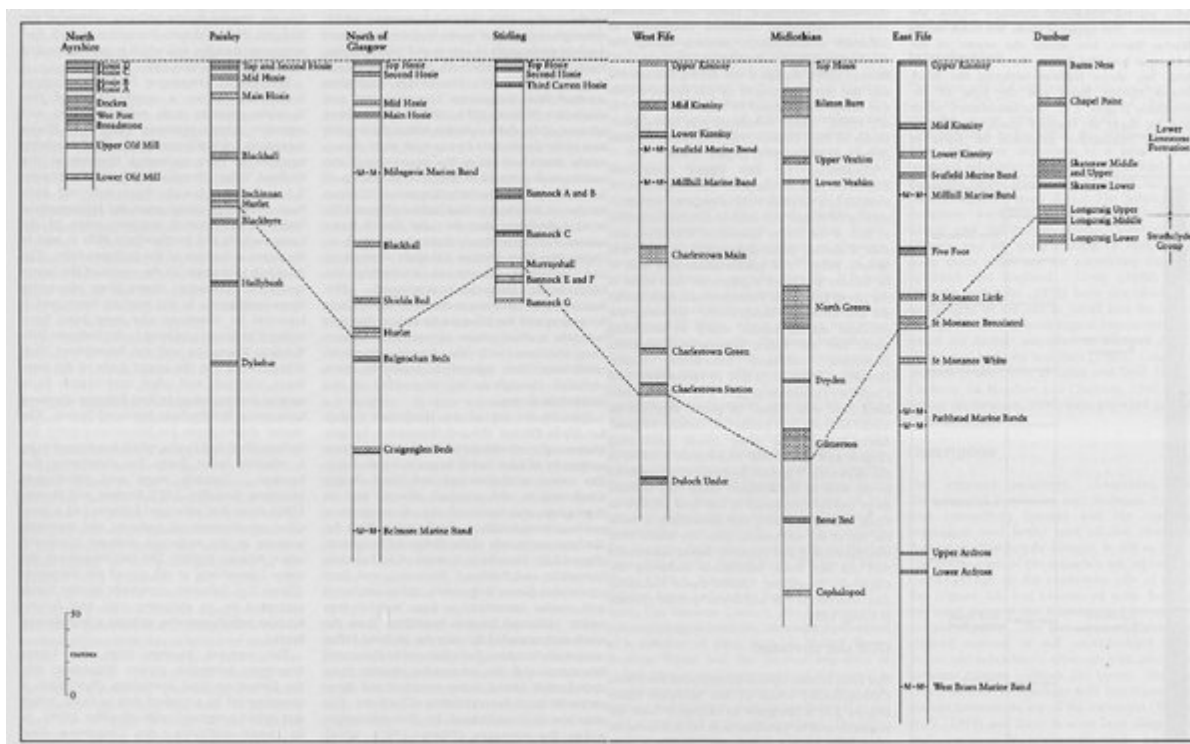 North
Ayrshire
Hosie D
Hosie C
Hosie B
Hosie A
Dockra
Wee Post
Broadstone
Upper Old Mill
Lower Old Mill
Paisley
Top and Second Hosie
Mid Hosie
Main Hosie
Blackhall
Inchinnan
Hurlet
Blackbyre
Hollybush
Dykebar
North of
Glasgow
Top Hosie
Second Hosie
Mid Hosie
Main Hosie
Milngavie Marine Band
Blackhall
Shields Bed
Hurlet
Balgrochan Beds
Craigenglen Beds
Stirling
Top Hosie
Second Hosie
Third Carron Hosie
Bannock A and B
Bannock C
Murrayshall
Bannock E and F
Bannock G
West Fife
Upper Kinniny
Mid Kinniny
Lower Kinniny
Seafield Marine Band
Millhill Marine Band
Charlestown Main
Charlestown Green
Charlestown Station
Duloch Under
Midlothian
Top Hosie
Bilston Burn
Upper Vexhim
Lower Vexhim
North Greens
Dryden
Gilmerton
Bone Bed
Cephalopod
East Fife
Upper Kinniny
Mid Kinniny
Lower Kinniny
Seafield Marine Band
Millhill Marine Band
Five Foot
St Monance Little
St Monance Brecciated
St Monance White
Pathhead Marine Bands
Upper Ardross
Lower Ardross
West Braes Marine Band
Dunbar
Barns Ness
Chapel Point
Skateraw Middle
and Upper
Skateraw Lower
Longcraig Upper
Longcraig Middle
Longcraig Lower
Lower
Limestone
Formation
Strathclyde
Group
50
metres
0